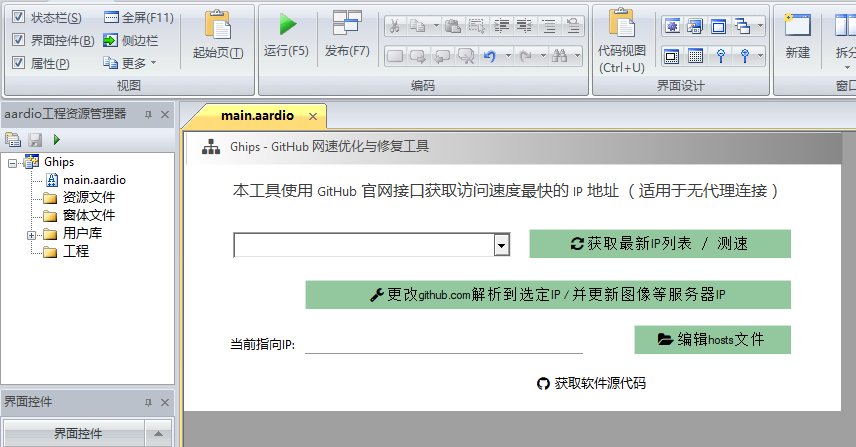 状态栏(S) 全屏(F11)
界面控件(B) 侧边栏
属性(P) 更多
起始页(T)
视图
运行(F5)
发布(F7)
编码
代码视图
(Ctrl+U)
界面设计
新建
拆分
窗口
aardio工程资源管理器
main.aardio
Ghips
main.aardio
资源文件
窗体文件
用户库
工程
Ghips - GitHub 网速优化与修复工具
本工具使用 GitHub 官网接口获取访问速度最快的 IP 地址 （ 适用于无代理连接 ）
获取最新IP列表 / 测速
更改github.com解析到选定IP / 并更新图像等服务器IP
当前指向IP:
编辑hosts文件
获取软件源代码
界面控件
界面控件